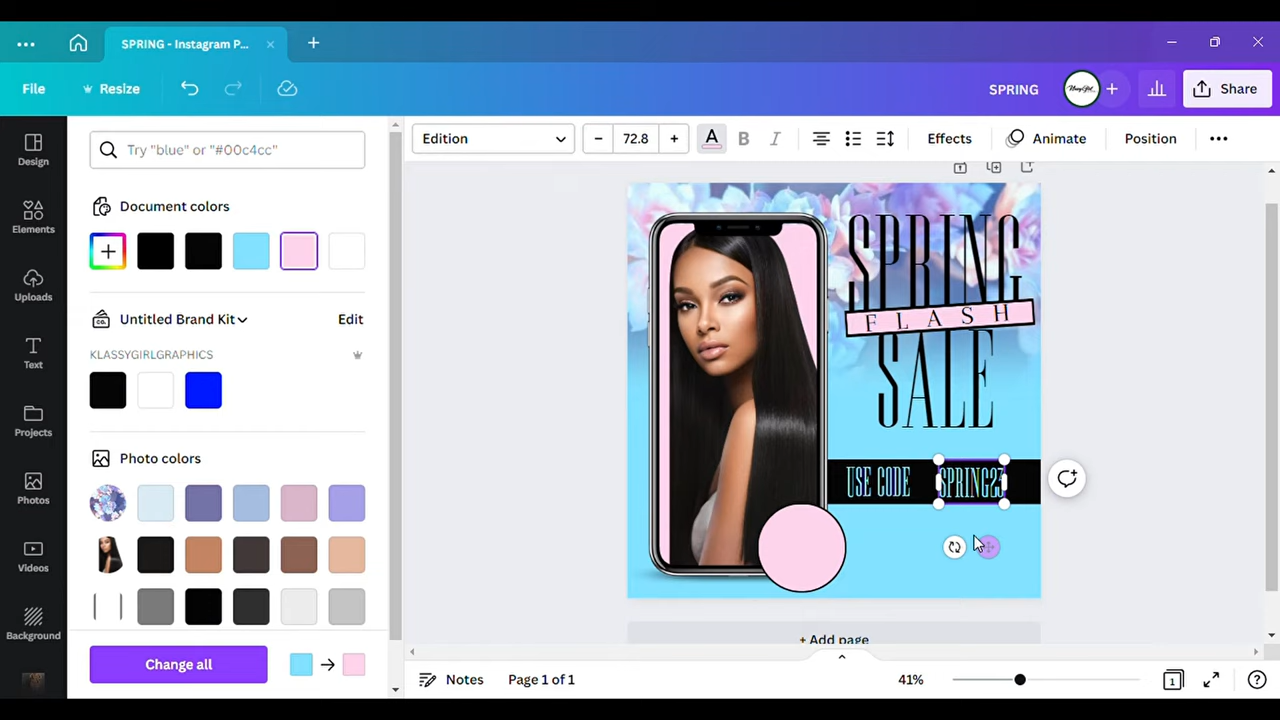 SPRING - Instagram P...
File
Resize
SPRING
Share
Design
Elements
Uploads
Text
Projects
Photos
Videos
Background
Try "blue" or "#00c4cc"
Document colors
Untitled Brand Kit
Edit
KLASSYGIRLGRAPHICS
Photo colors
Change all
Edition
72.8
A
B
I
Effects
Animate
Position
SPRING
FLASH
SALE
USE CODE SPRING23
+ Add page
Notes
Page 1 of 1
41%
1